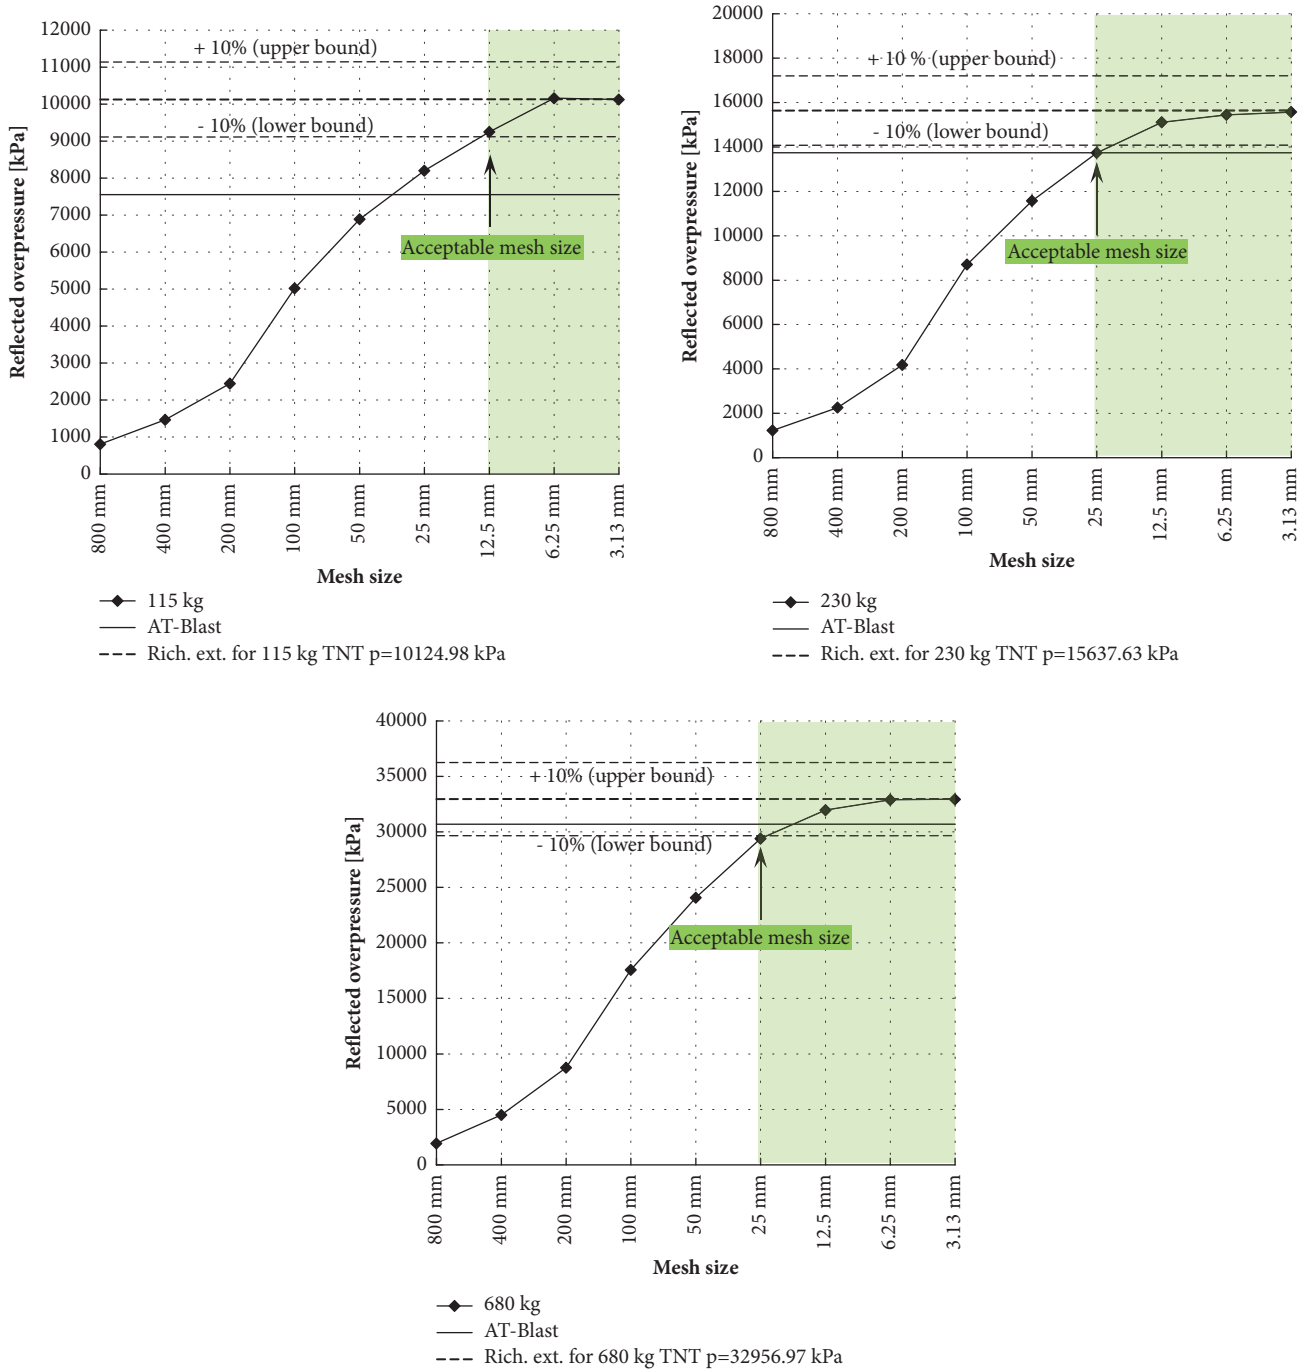 12000
11000
10000
9000
8000
7000
6000
5000
4000
3000
2000
1000
0
Reflected overpressure [kPa]
+ 10% (upper bound)
- 10% (lower bound)
Acceptable mesh size
800 mm
400 mm
200 mm
100 mm
50 mm
25 mm
12.5 mm
6.25 mm
3.13 mm
Mesh size
115 kg
AT-Blast
Rich. ext. for 115 kg TNT p=10124.98 kPa
20000
18000
16000
14000
12000
10000
8000
6000
4000
2000
0
Reflected overpressure [kPa]
+ 10 % (upper bound)
- 10% (lower bound)
Acceptable mesh size
800 mm
400 mm
200 mm
100 mm
50 mm
25 mm
12.5 mm
6.25 mm
3.13 mm
Mesh size
230 kg
AT-Blast
Rich. ext. for 230 kg TNT p=15637.63 kPa
40000
35000
30000
25000
20000
15000
10000
5000
0
Reflected overpressure [kPa]
+ 10% (upper bound)
- 10% (lower bound)
Acceptable mesh size
800 mm
400 mm
200 mm
100 mm
50 mm
25 mm
12.5 mm
6.25 mm
3.13 mm
Mesh size
680 kg
AT-Blast
Rich. ext. for 680 kg TNT p=32956.97 kPa